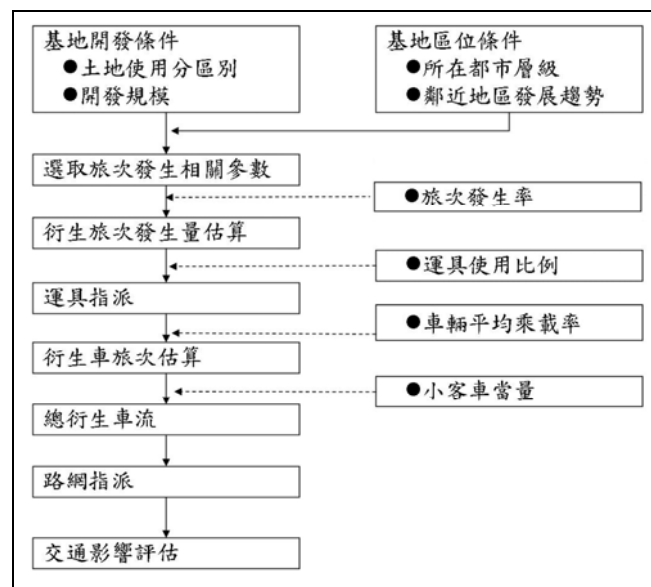 基地開發條件
●土地使用分區別
●開發規模
基地區位條件
●所在都市層級
●鄰近地區發展趨勢
選取旅次發生相關參數
●旅次發生率
衍生旅次發生量估算
●運具使用比例
運具指派
●車輛平均乘載率
衍生車旅次估算
●小客車當量
總衍生車流
路網指派
交通影響評估